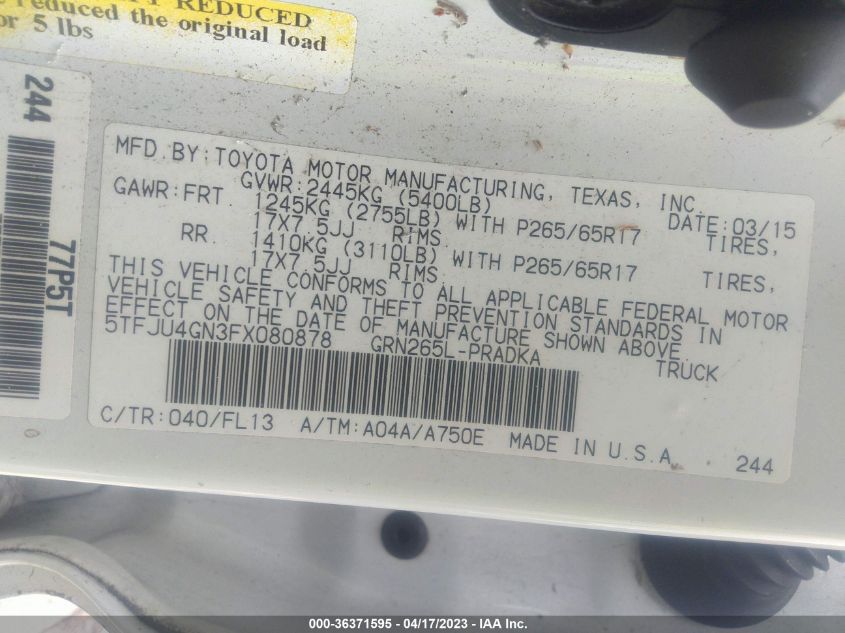 Y REDUCED
reduced the original load
or 5 lbs
244
77P5T
MFD.BY:TOYOTA MOTOR MANUFACTURING, TEXAS, INC.
GVWR:2445KG (5400LB) DATE:03/15
GAWR:FRT. 1245KG (2755LB) WITH P265/65R17 TIRES,
17X7.5JJ RIMS.
RR. 1410KG (3110LB) WITH P265/65R17 TIRES,
17X7.5JJ RIMS.
THIS VEHICLE CONFORMS TO ALL APPLICABLE FEDERAL MOTOR
VEHICLE SAFETY AND THEFT PREVENTION STANDARDS IN
EFFECT ON THE DATE OF MANUFACTURE SHOWN ABOVE.
5TFJU4GN3FX080878 GRN265L-PRADKA TRUCK
C/TR:040/FL13 A/TM:A04A/A750E MADE IN U.S.A
244
000-36371595 - 04/17/2023 - IAA Inc.